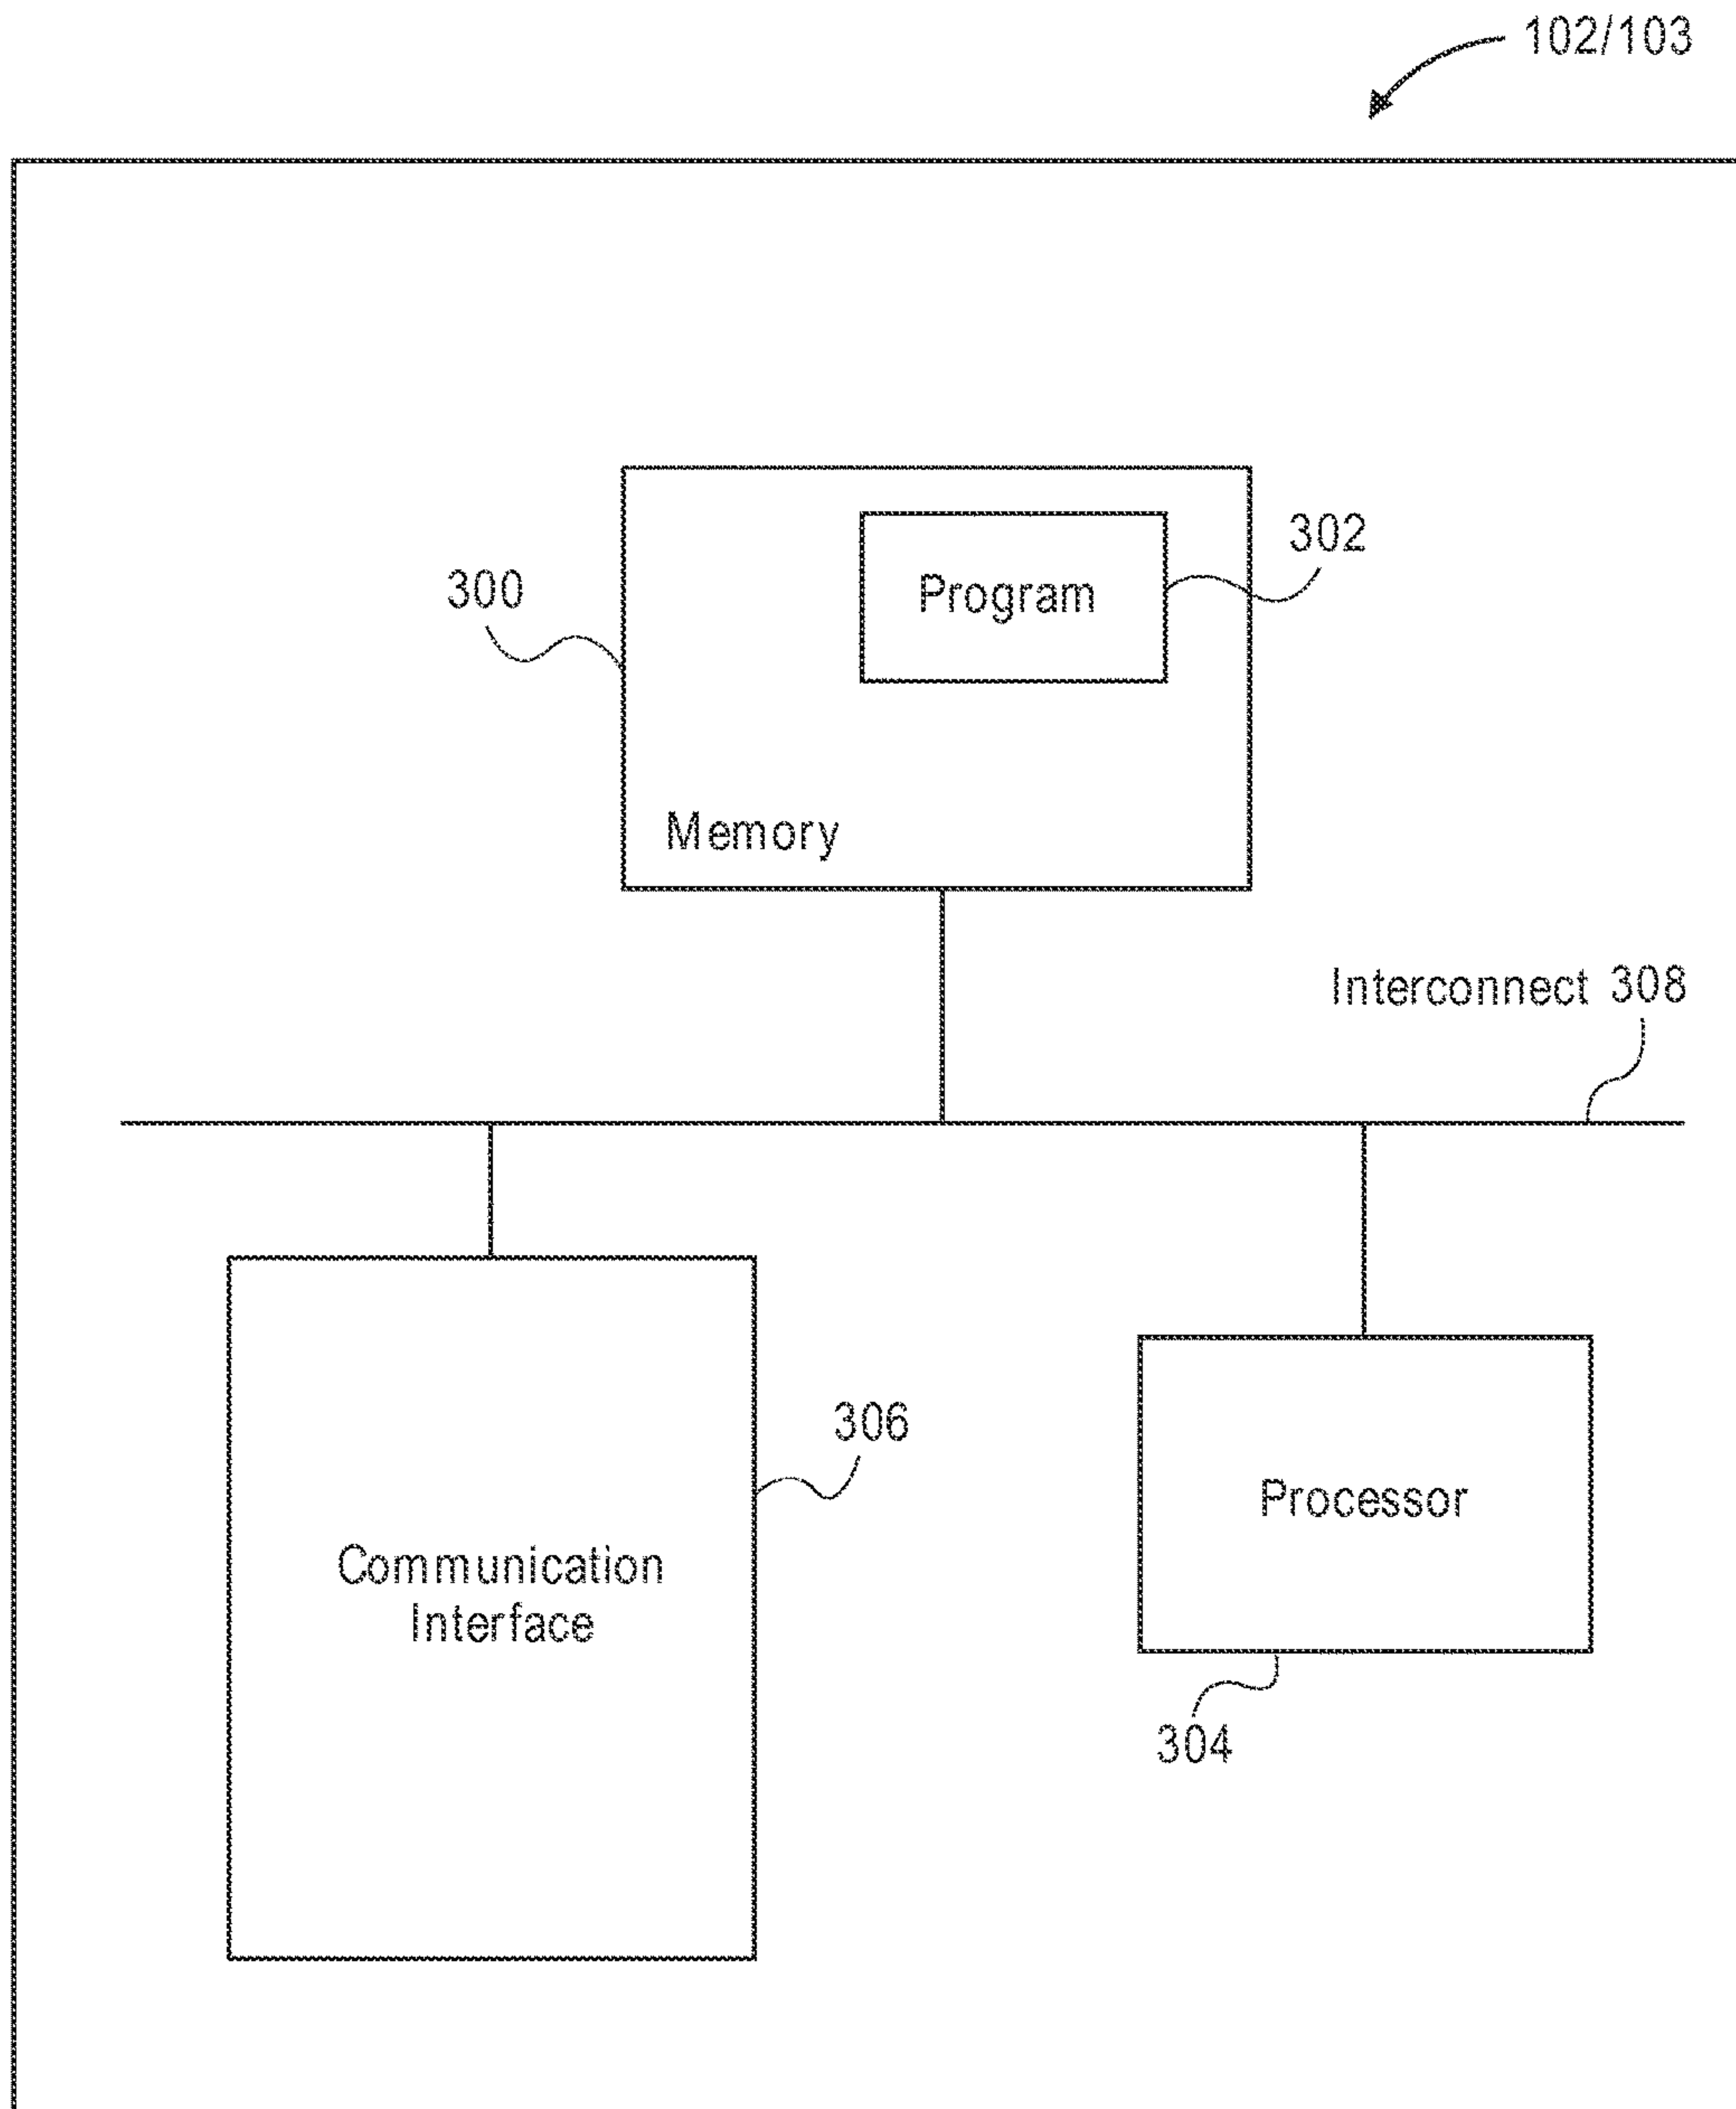 102/103
302
Program
300
Memory
Interconnect 308
306
Processor
Communication
Interface
304